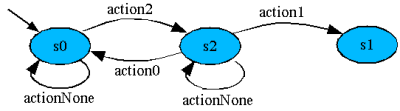 action2
action1
s0
s2
s1
action0
actionNone
actionNone